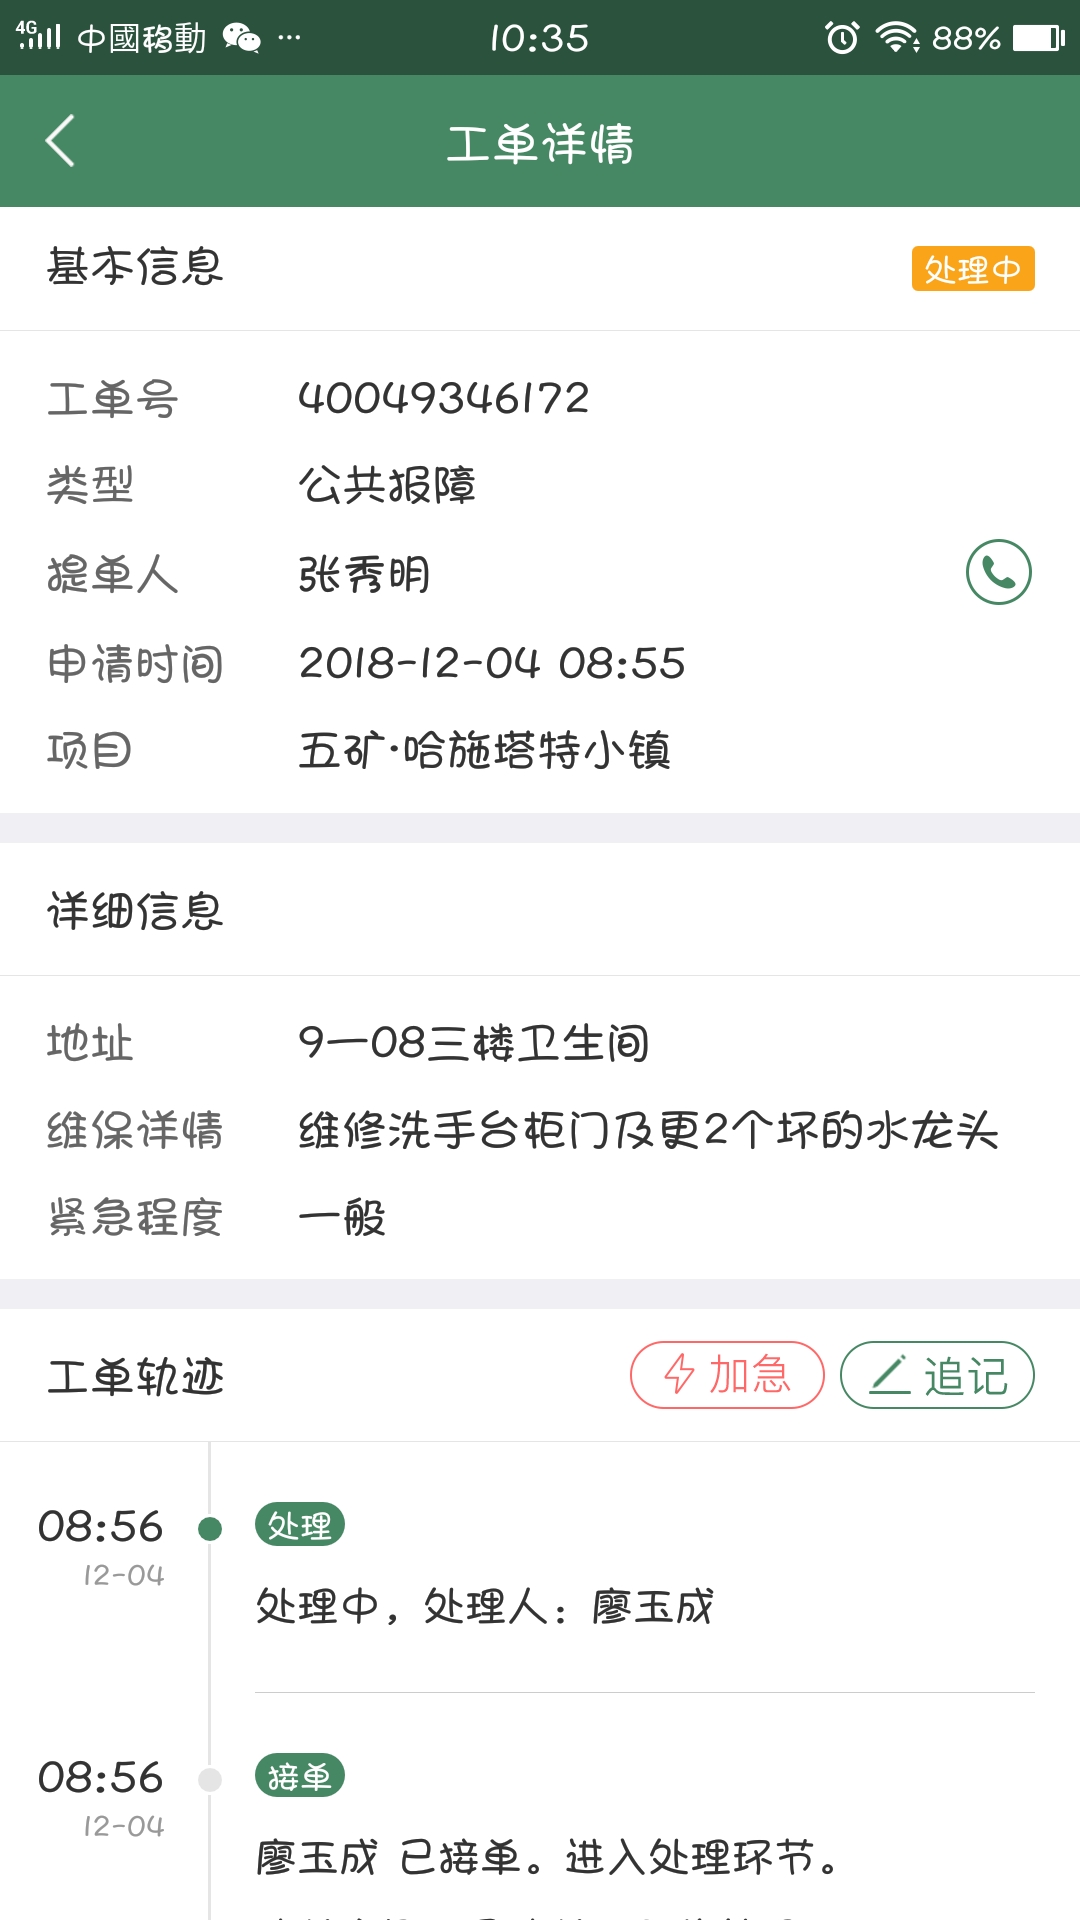 4G 中國移動 ... 10:35 88%
工单详情
基本信息 处理中
工单号 40049346172
类型 公共报障
提单人 张秀明
申请时间 2018-12-04 08:55
项目 五矿·哈施塔特小镇
详细信息
地址 9一08三楼卫生间
维保详情 维修洗手台柜门及更2个坏的水龙头
紧急程度 一般
工单轨迹 加急 追记
08:56 处理
12-04
处理中，处理人：廖玉成
08:56 接单
12-04
廖玉成 已接单。进入处理环节。